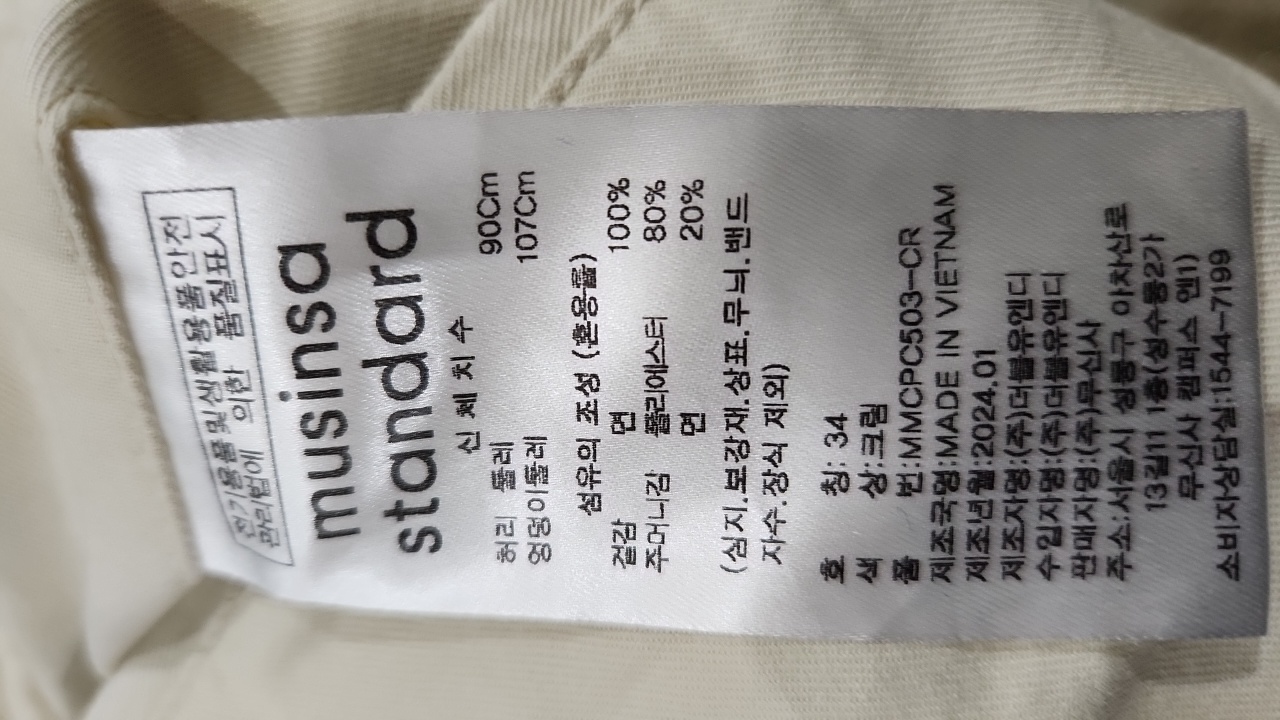 전기용품및생활용품안전
관리법에 의한 품질표시
musinsa
standard
신 체 치 수
허리 둘레 90Cm
엉덩이둘레 107Cm
섬유의 조성 (혼용율)
겉감 면 100%
주머니감 폴리에스터 80%
면 20%
(심지.보강재.상표.무늬.밴드
자수.장식 제외)
호 칭: 34
색 상:크림
품 번:MMCPC503-CR
제조국명:MADE IN VIETNAM
제조년월:2024.01
제조자명:(주)더블유앤디
수입자명:(주)더블유앤디
판매자명:(주)무신사
주소:서울시 성동구 아차산로
13길11 1층(성수동2가
무신사 캠퍼스 엔1)
소비자상담실:1544-7199